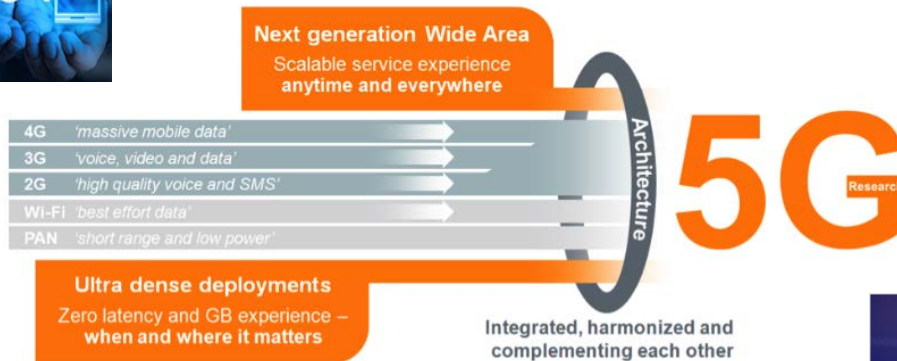 Next generation Wide Area
Scalable service experience
anytime and everywhere
4G 'massive mobile data'
3G 'voice, video and data'
2G 'high quality voice and SMS'
Wi-Fi 'best effort data'
PAN 'short range and low power'
Architecture
5G
Research
Ultra dense deployments
Zero latency and GB experience –
when and where it matters
Integrated, harmonized and
complementing each other